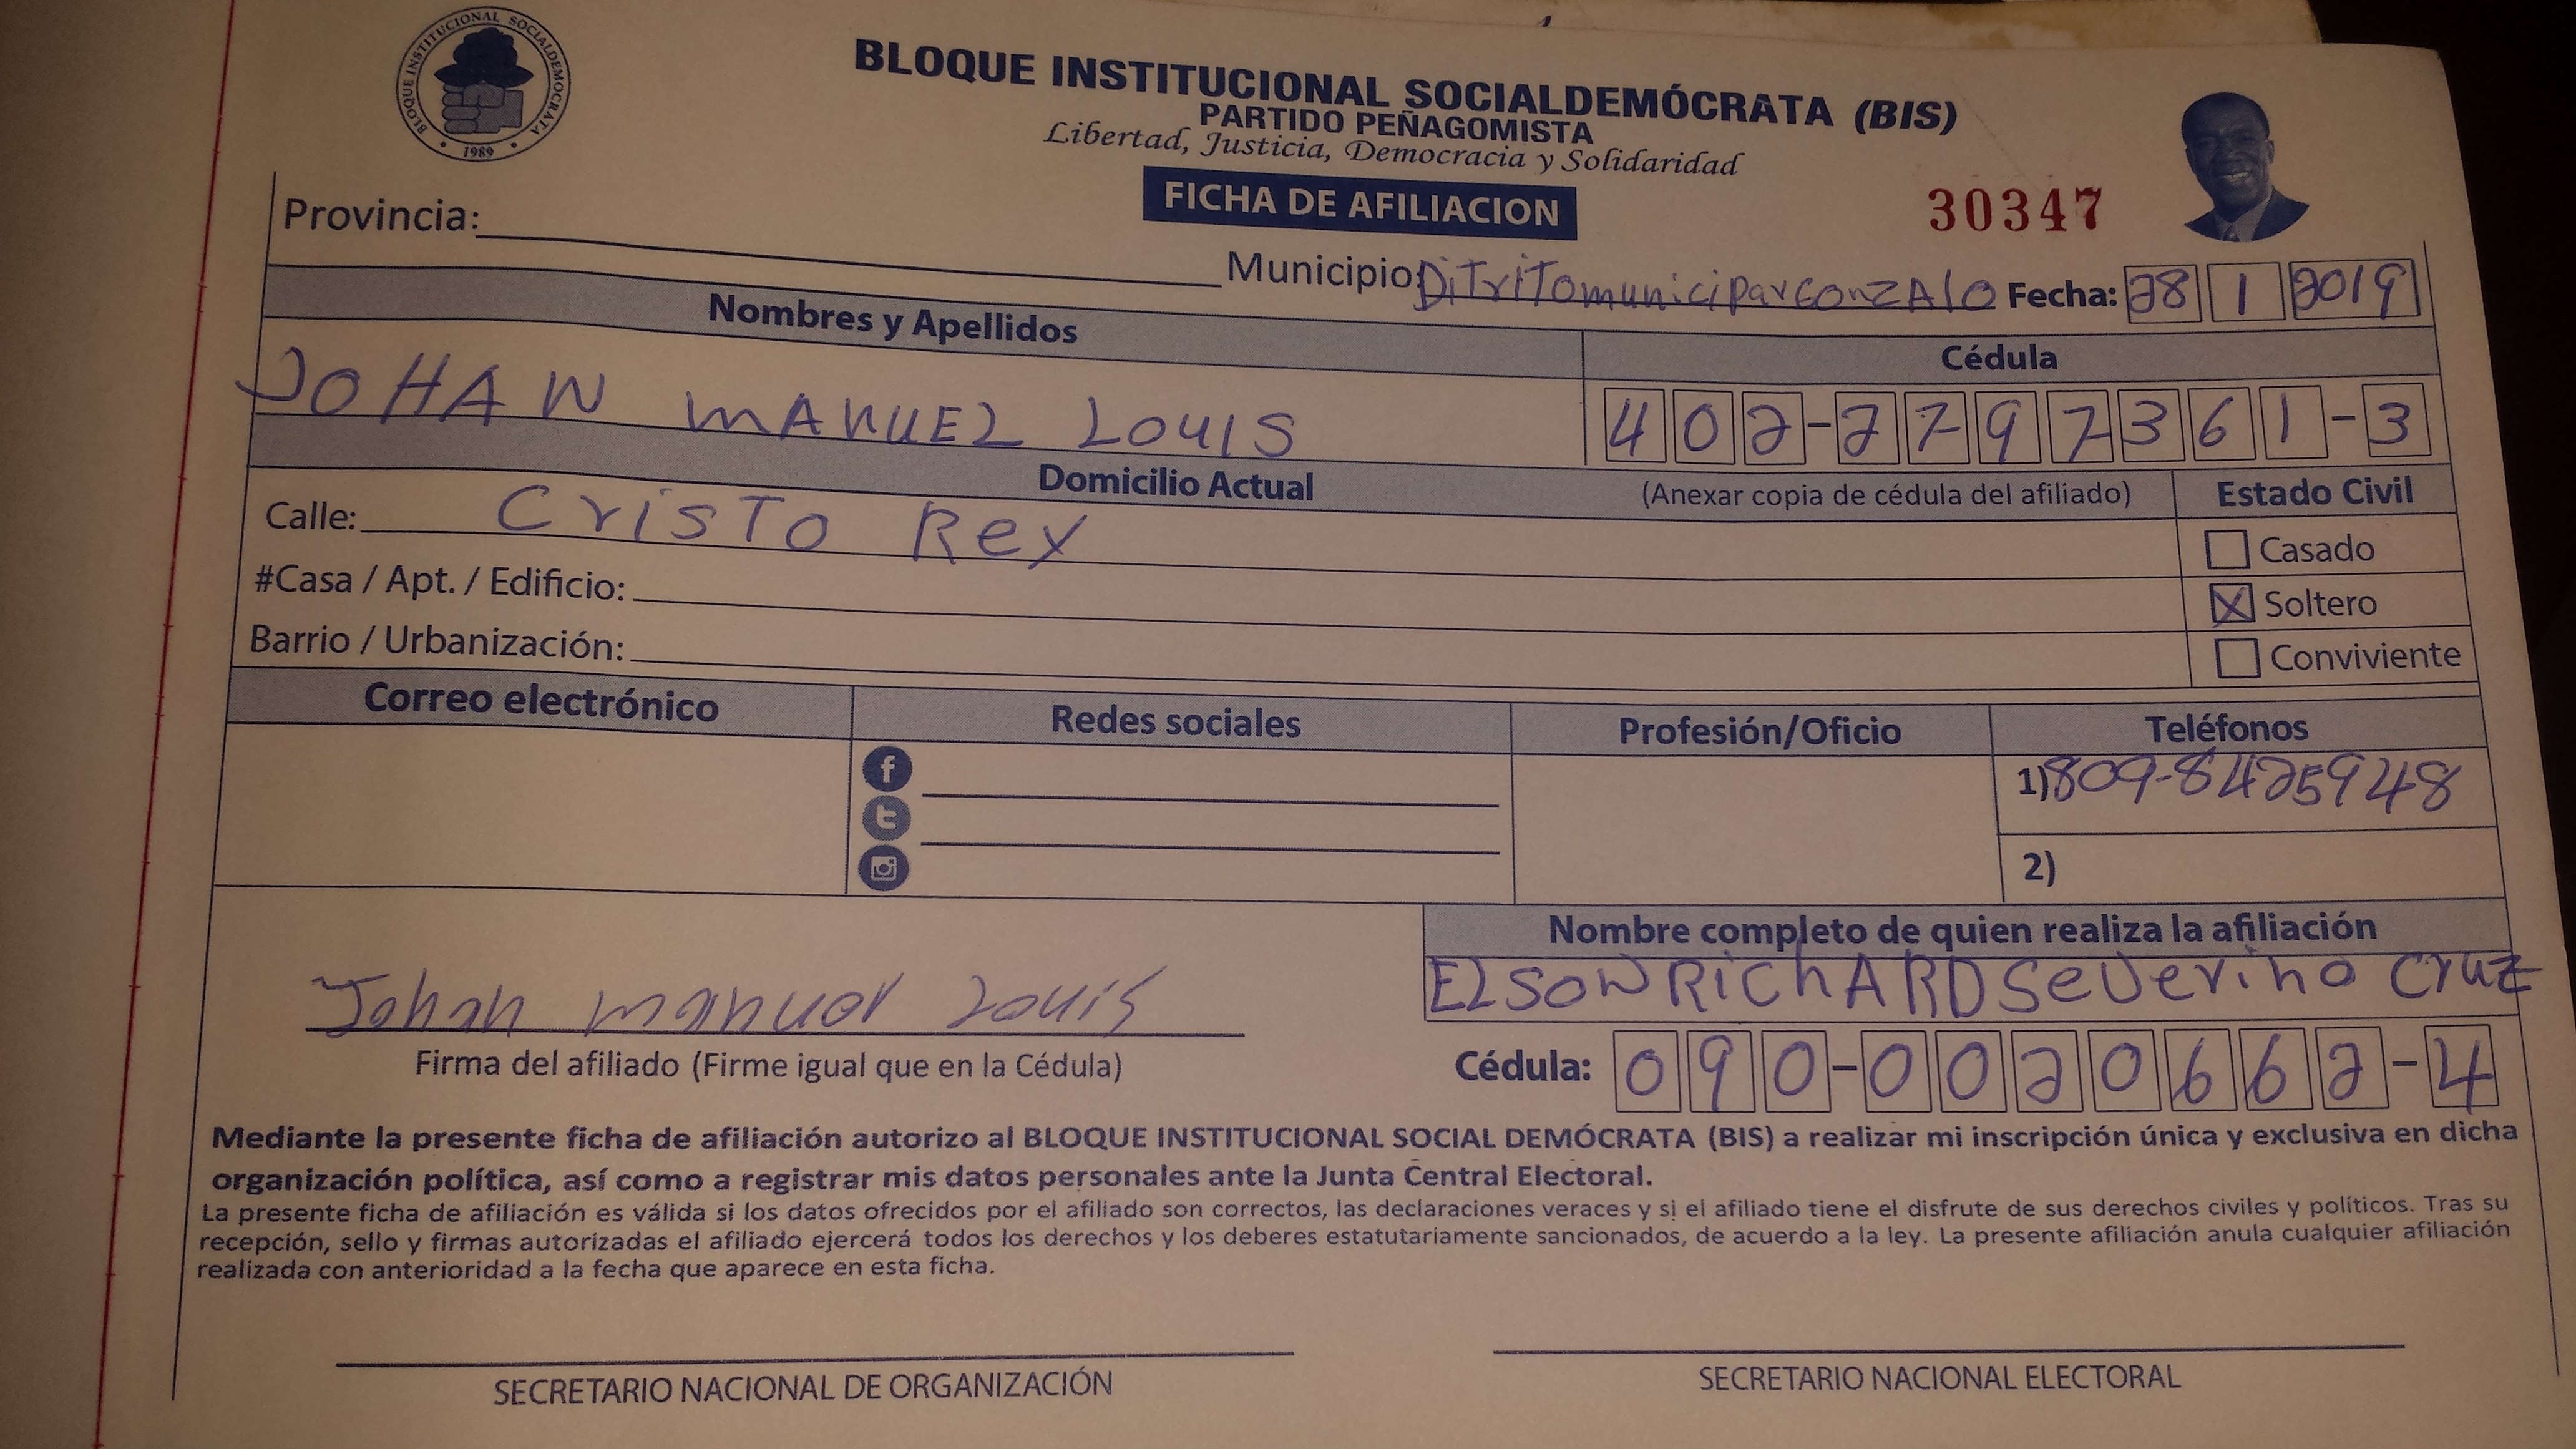 BLOQUE INSTITUCIONAL SOCIALDEMOCRATA
1989
BLOQUE INSTITUCIONAL SOCIALDEMÓCRATA (BIS)
PARTIDO PEÑAGOMISTA
Libertad, Justicia, Democracia y Solidaridad
FICHA DE AFILIACION
30347
Provincia:
Municipio: DiTriTo municipar GonZAlo Fecha: 28 1 2019
Nombres y Apellidos
Cédula
JOHAN MANUEL LOUIS
402-2797361-3
Domicilio Actual
(Anexar copia de cédula del afiliado)
Estado Civil
Calle: CrisTo Rey
Casado
#Casa / Apt. / Edificio:
Soltero
Barrio / Urbanización:
Conviviente
Correo electrónico
Redes sociales
Profesión/Oficio
Teléfonos
1) 809-8425948
2)
Nombre completo de quien realiza la afiliación
ELSON RiChARD SeVerino Cruz
Johan manuel Louis
Firma del afiliado (Firme igual que en la Cédula)
Cédula: 090-0020662-4
Mediante la presente ficha de afiliación autorizo al BLOQUE INSTITUCIONAL SOCIAL DEMÓCRATA (BIS) a realizar mi inscripción única y exclusiva en dicha
organización política, así como a registrar mis datos personales ante la Junta Central Electoral.
La presente ficha de afiliación es válida si los datos ofrecidos por el afiliado son correctos, las declaraciones veraces y si el afiliado tiene el disfrute de sus derechos civiles y políticos. Tras su
recepción, sello y firmas autorizadas el afiliado ejercerá todos los derechos y los deberes estatutariamente sancionados, de acuerdo a la ley. La presente afiliación anula cualquier afiliación
realizada con anterioridad a la fecha que aparece en esta ficha.
SECRETARIO NACIONAL DE ORGANIZACIÓN
SECRETARIO NACIONAL ELECTORAL